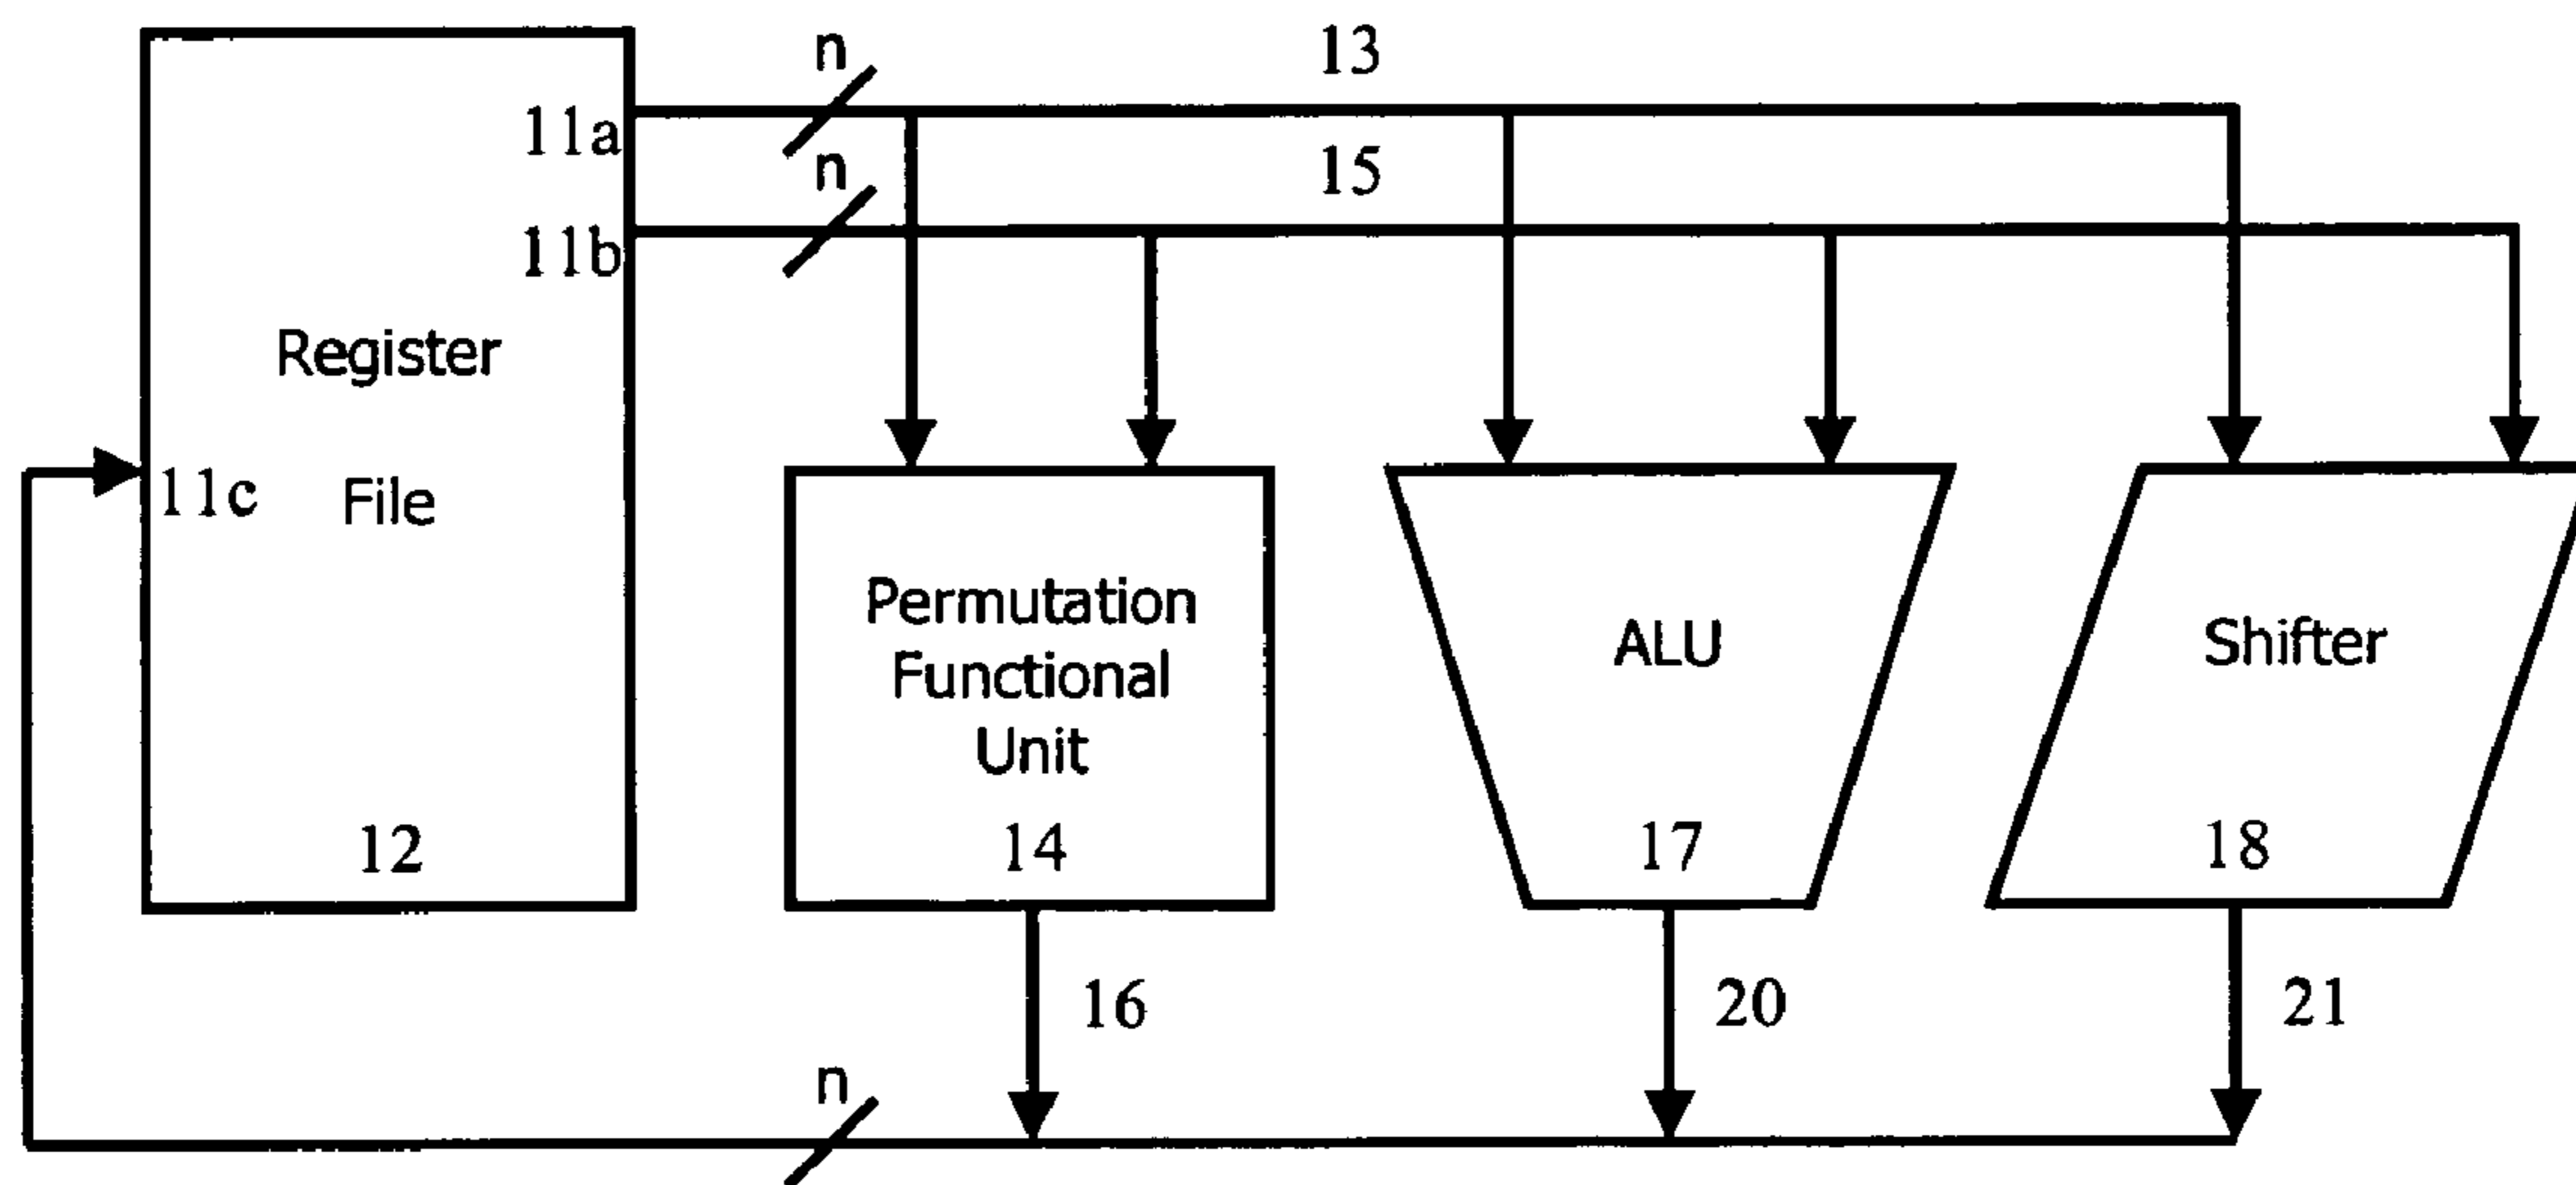 n
13
11a
n
15
11b
Register
File
11c
12
Permutation
Functional
Unit
14
ALU
17
Shifter
18
16
20
21
n